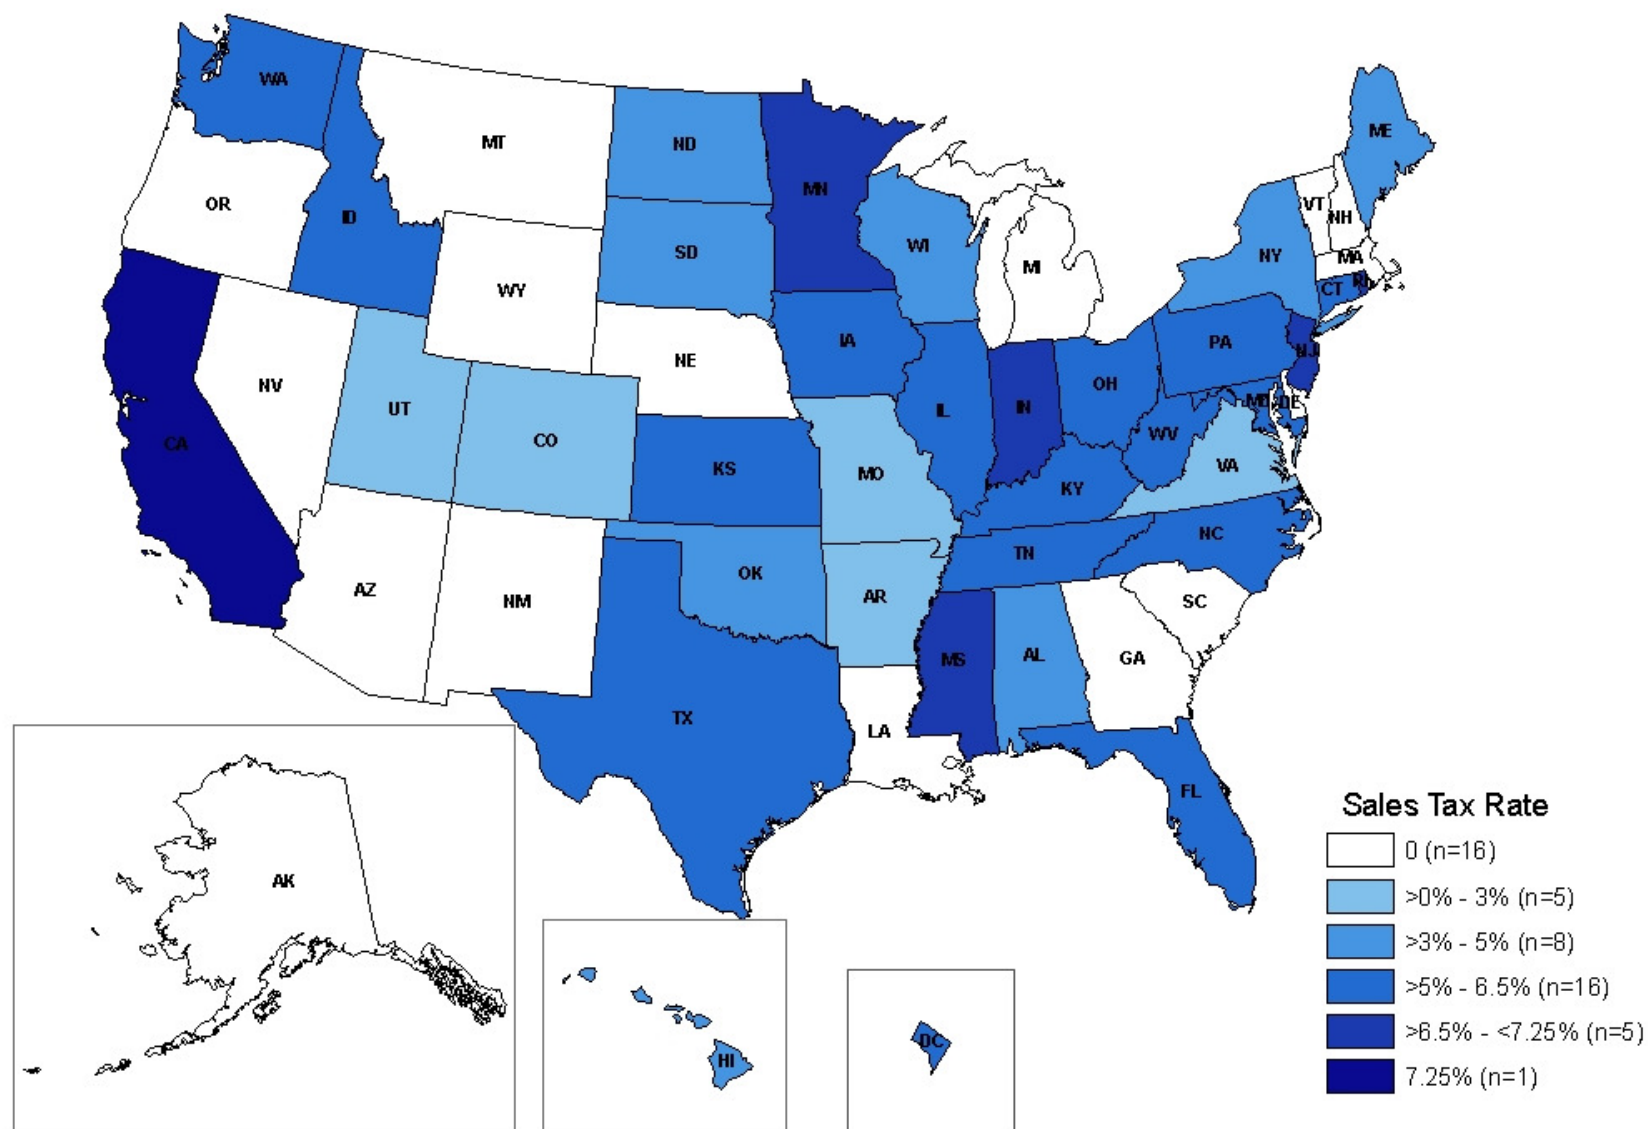 WA
MT
ND
MN
ME
OR
ID
SD
WI
VT
NH
NY
MA
WY
MI
CT
RI
IA
PA
NE
NJ
NV
OH
UT
IL
IN
MD
DE
CO
WV
CA
KS
MO
VA
KY
NC
TN
OK
AZ
NM
AR
SC
MS
AL
GA
TX
LA
FL
Sales Tax Rate
0 (n=16)
>0% - 3% (n=5)
>3% - 5% (n=8)
>5% - 6.5% (n=16)
>6.5% - <7.25% (n=5)
7.25% (n=1)
AK
HI
DC